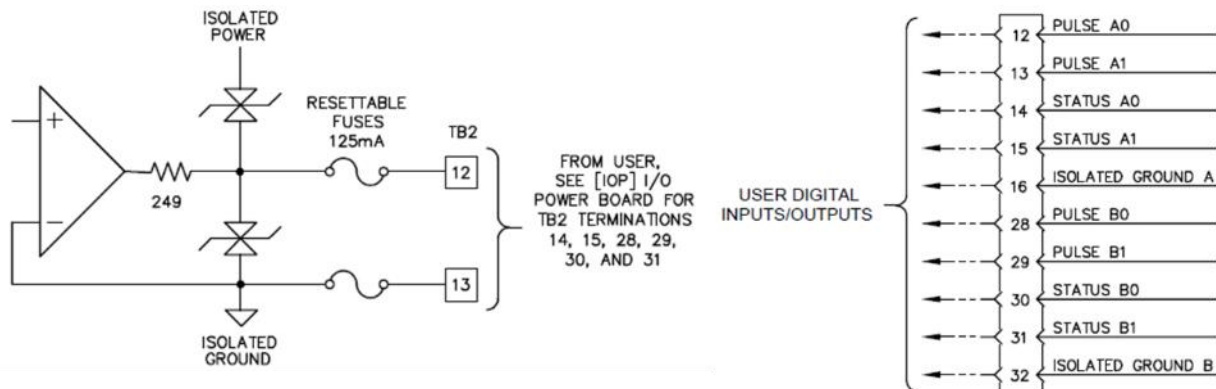 ISOLATED
POWER
+
−
249
RESETTABLE
FUSES
125mA
TB2
12
13
ISOLATED
GROUND
FROM USER,
SEE [IOP] I/O
POWER BOARD FOR
TB2 TERMINATIONS
14, 15, 28, 29,
30, AND 31
USER DIGITAL
INPUTS/OUTPUTS
12 PULSE A0
13 PULSE A1
14 STATUS A0
15 STATUS A1
16 ISOLATED GROUND A
28 PULSE B0
29 PULSE B1
30 STATUS B0
31 STATUS B1
32 ISOLATED GROUND B